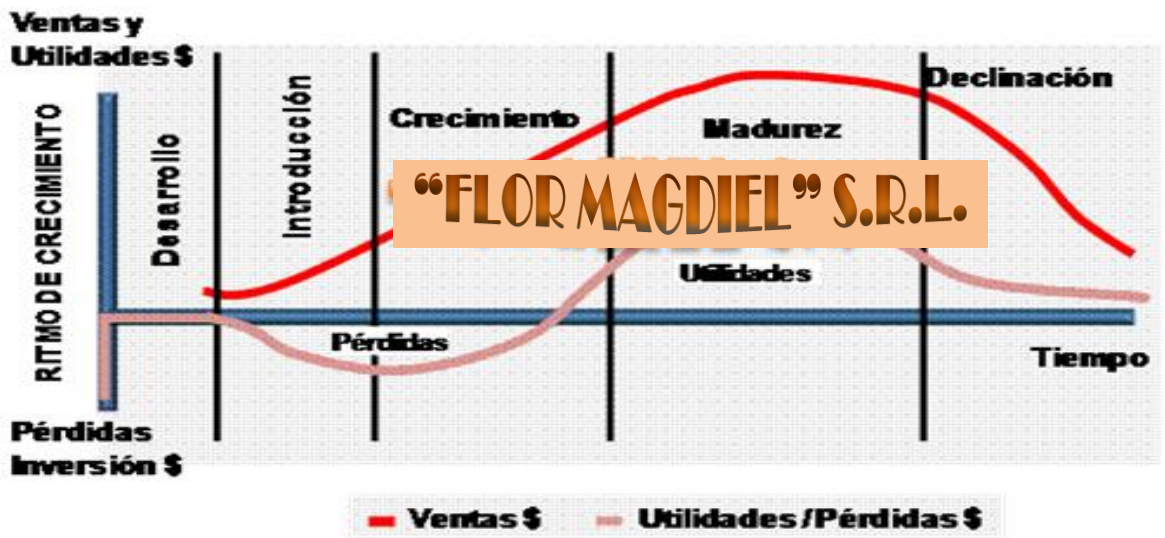 Ventas y
Utilidades $
RITMO DE CRECIMIENTO
Desarrollo
Introducción
Crecimiento
Madurez
Declinación
“FLOR MAGDIEL” S.R.L.
Utilidades
Pérdidas
Tiempo
Pérdidas
Inversión $
Ventas $
Utilidades/Pérdidas $